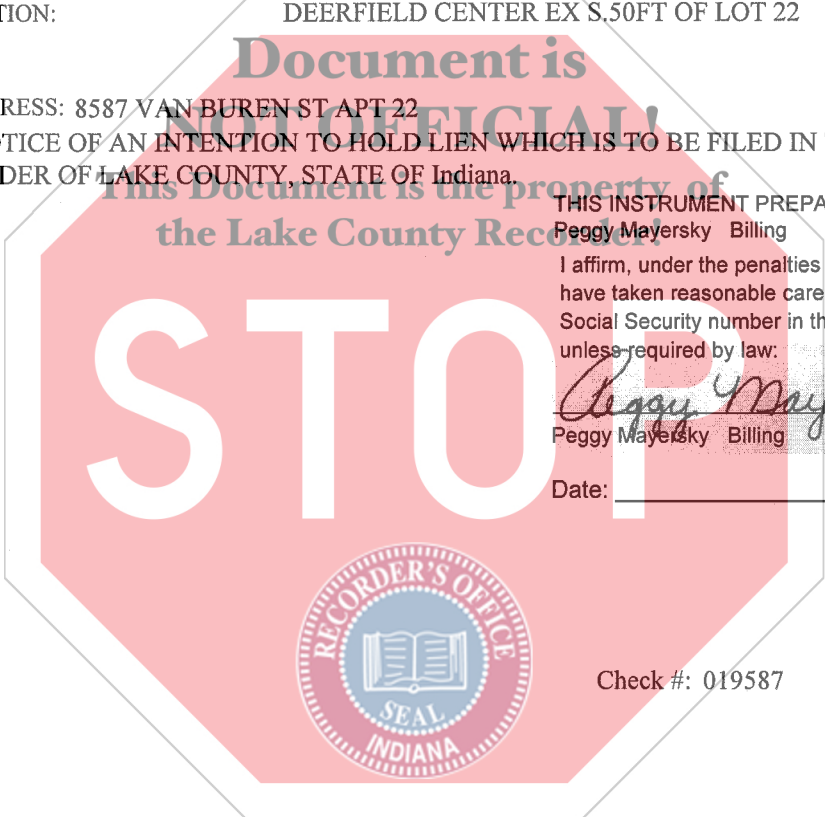 TION: DEERFIELD CENTER EX S.50FT OF LOT 22
Document is
RESS: 8587 VAN BUREN ST APT 22
NOT OFFICIAL!
TICE OF AN INTENTION TO HOLD LIEN WHICH IS TO BE FILED IN
DER OF LAKE COUNTY, STATE OF Indiana.
This Document is the property of
the Lake County Recorder!
THIS INSTRUMENT PREPA
Peggy Mayersky Billing
I affirm, under the penalties
have taken reasonable care
Social Security number in th
unless required by law:
Peggy May
Peggy Mayersky Billing
Date:
STOP
RECORDER'S OFFICE
SEAL
INDIANA
Check #: 019587